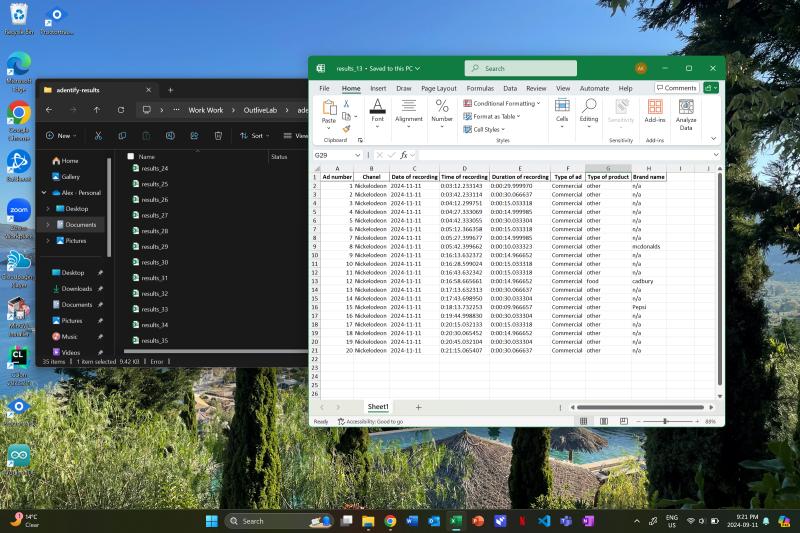 Recycle Bin
results_13 • Saved to this PC
Search
AK
File Home Insert Draw Page Layout Formulas Data Review View Automate Help Comments
Paste
Clipboard
Font
Alignment
Number
Conditional Formatting
Format as Table
Cell Styles
Styles
Cells
Editing
Sensitivity
Sensitivity
Add-ins
Add-ins
Analyze Data
G29
fx
A B C D E F G H I J
1 Ad number Chanel Date of recording Time of recording Duration of recording Type of ad Type of product Brand name
2 1 Nickelodeon 2024-11-11 0:03:12.233143 0:00:29.999970 Commercial other n/a
3 2 Nickelodeon 2024-11-11 0:03:42.233114 0:00:30.066637 Commercial other n/a
4 3 Nickelodeon 2024-11-11 0:04:12.299751 0:00:15.033318 Commercial other n/a
5 4 Nickelodeon 2024-11-11 0:04:27.333069 0:00:14.999985 Commercial other n/a
6 5 Nickelodeon 2024-11-11 0:04:42.333055 0:00:30.033304 Commercial other n/a
7 6 Nickelodeon 2024-11-11 0:05:12.366358 0:00:15.033318 Commercial other n/a
8 7 Nickelodeon 2024-11-11 0:05:27.399677 0:00:14.999985 Commercial other n/a
9 8 Nickelodeon 2024-11-11 0:05:42.399662 0:00:10.033323 Commercial other mcdonalds
10 9 Nickelodeon 2024-11-11 0:16:13.632372 0:00:14.966652 Commercial other n/a
11 10 Nickelodeon 2024-11-11 0:16:28.599024 0:00:15.033318 Commercial other n/a
12 11 Nickelodeon 2024-11-11 0:16:43.632342 0:00:15.033318 Commercial other n/a
13 12 Nickelodeon 2024-11-11 0:16:58.665661 0:00:14.966652 Commercial food cadbury
14 13 Nickelodeon 2024-11-11 0:17:13.632313 0:00:30.066637 Commercial other n/a
15 14 Nickelodeon 2024-11-11 0:17:43.698950 0:00:30.033304 Commercial other n/a
16 15 Nickelodeon 2024-11-11 0:18:13.732253 0:00:09.966657 Commercial other Pepsi
17 16 Nickelodeon 2024-11-11 0:19:44.998830 0:00:30.033304 Commercial other n/a
18 17 Nickelodeon 2024-11-11 0:20:15.032133 0:00:15.033318 Commercial other n/a
19 18 Nickelodeon 2024-11-11 0:20:30.065452 0:00:14.966652 Commercial other n/a
20 19 Nickelodeon 2024-11-11 0:20:45.032104 0:00:30.033304 Commercial other n/a
21 20 Nickelodeon 2024-11-11 0:21:15.065407 0:00:30.066637 Commercial other n/a
22
23
24
25
26
Sheet1
Ready Accessibility: Good to go 88%
adentify-results
Work Work > OutliveLab > ade
New
Sort
View
Name Status
Home
Gallery
Alex - Personal
Desktop
Documents
Pictures
Desktop
Downloads
Documents
Pictures
Music
Videos
results_24
results_25
results_26
results_27
results_28
results_29
results_30
results_31
results_32
results_33
results_34
results_35
35 items 1 item selected 9.42 KB Error
Microsoft Edge
Google Chrome
zoom
CL
14°C
Clear
Search
ENG
US
9:21 PM
2024-09-11